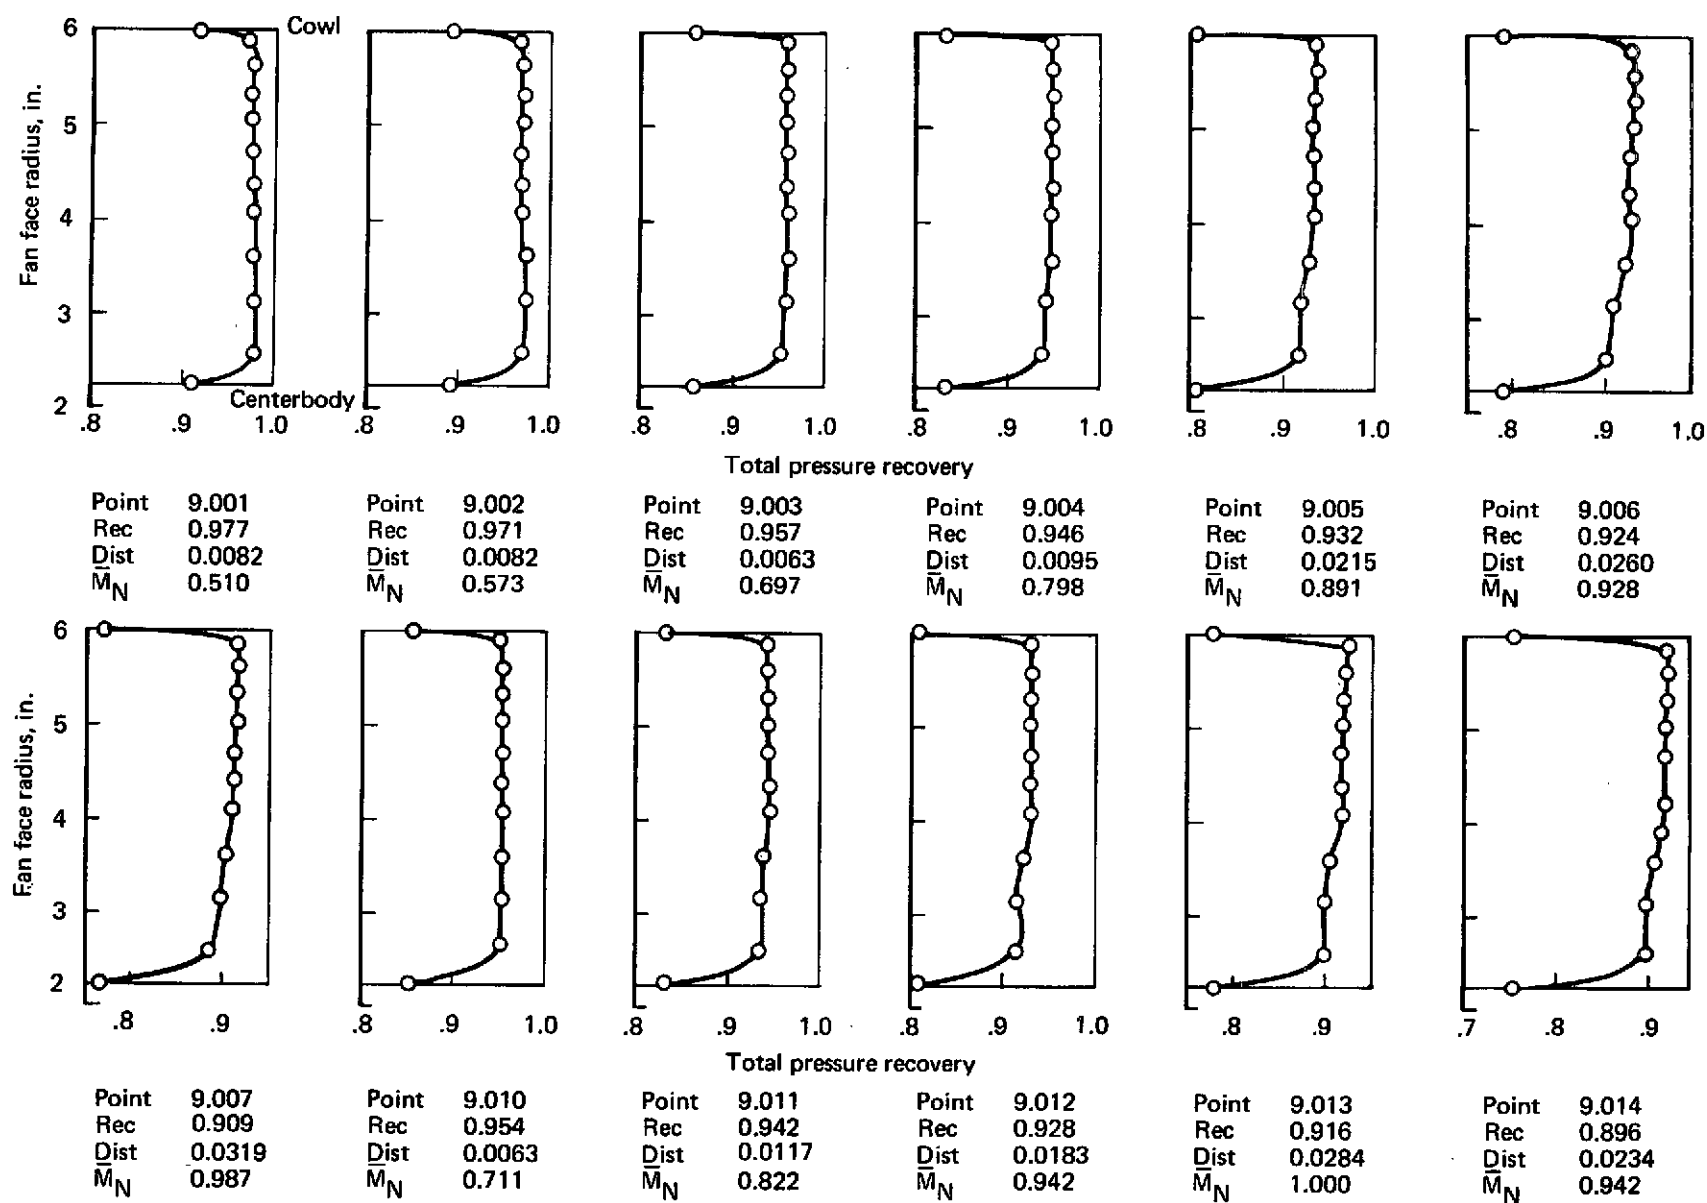 6
5
4
3
2
Fan face radius, in.
Cowl
Centerbody
.8 .9 1.0 .8 .9 1.0 .8 .9 1.0 .8 .9 1.0 .8 .9 1.0 .8 .9 1.0
Total pressure recovery
Point 9.001 Point 9.002 Point 9.003 Point 9.004 Point 9.005 Point 9.006
Rec 0.977 Rec 0.971 Rec 0.957 Rec 0.946 Rec 0.932 Rec 0.924
Dist 0.0082 Dist 0.0082 Dist 0.0063 Dist 0.0095 Dist 0.0215 Dist 0.0260
M̅N 0.510 M̅N 0.573 M̅N 0.697 M̅N 0.798 M̅N 0.891 M̅N 0.928
6
5
4
3
2
Fan face radius, in.
.8 .9 .8 .9 1.0 .8 .9 1.0 .8 .9 1.0 .8 .9 .7 .8 .9
Total pressure recovery
Point 9.007 Point 9.010 Point 9.011 Point 9.012 Point 9.013 Point 9.014
Rec 0.909 Rec 0.954 Rec 0.942 Rec 0.928 Rec 0.916 Rec 0.896
Dist 0.0319 Dist 0.0063 Dist 0.0117 Dist 0.0183 Dist 0.0284 Dist 0.0234
M̅N 0.987 M̅N 0.711 M̅N 0.822 M̅N 0.942 M̅N 1.000 M̅N 0.942